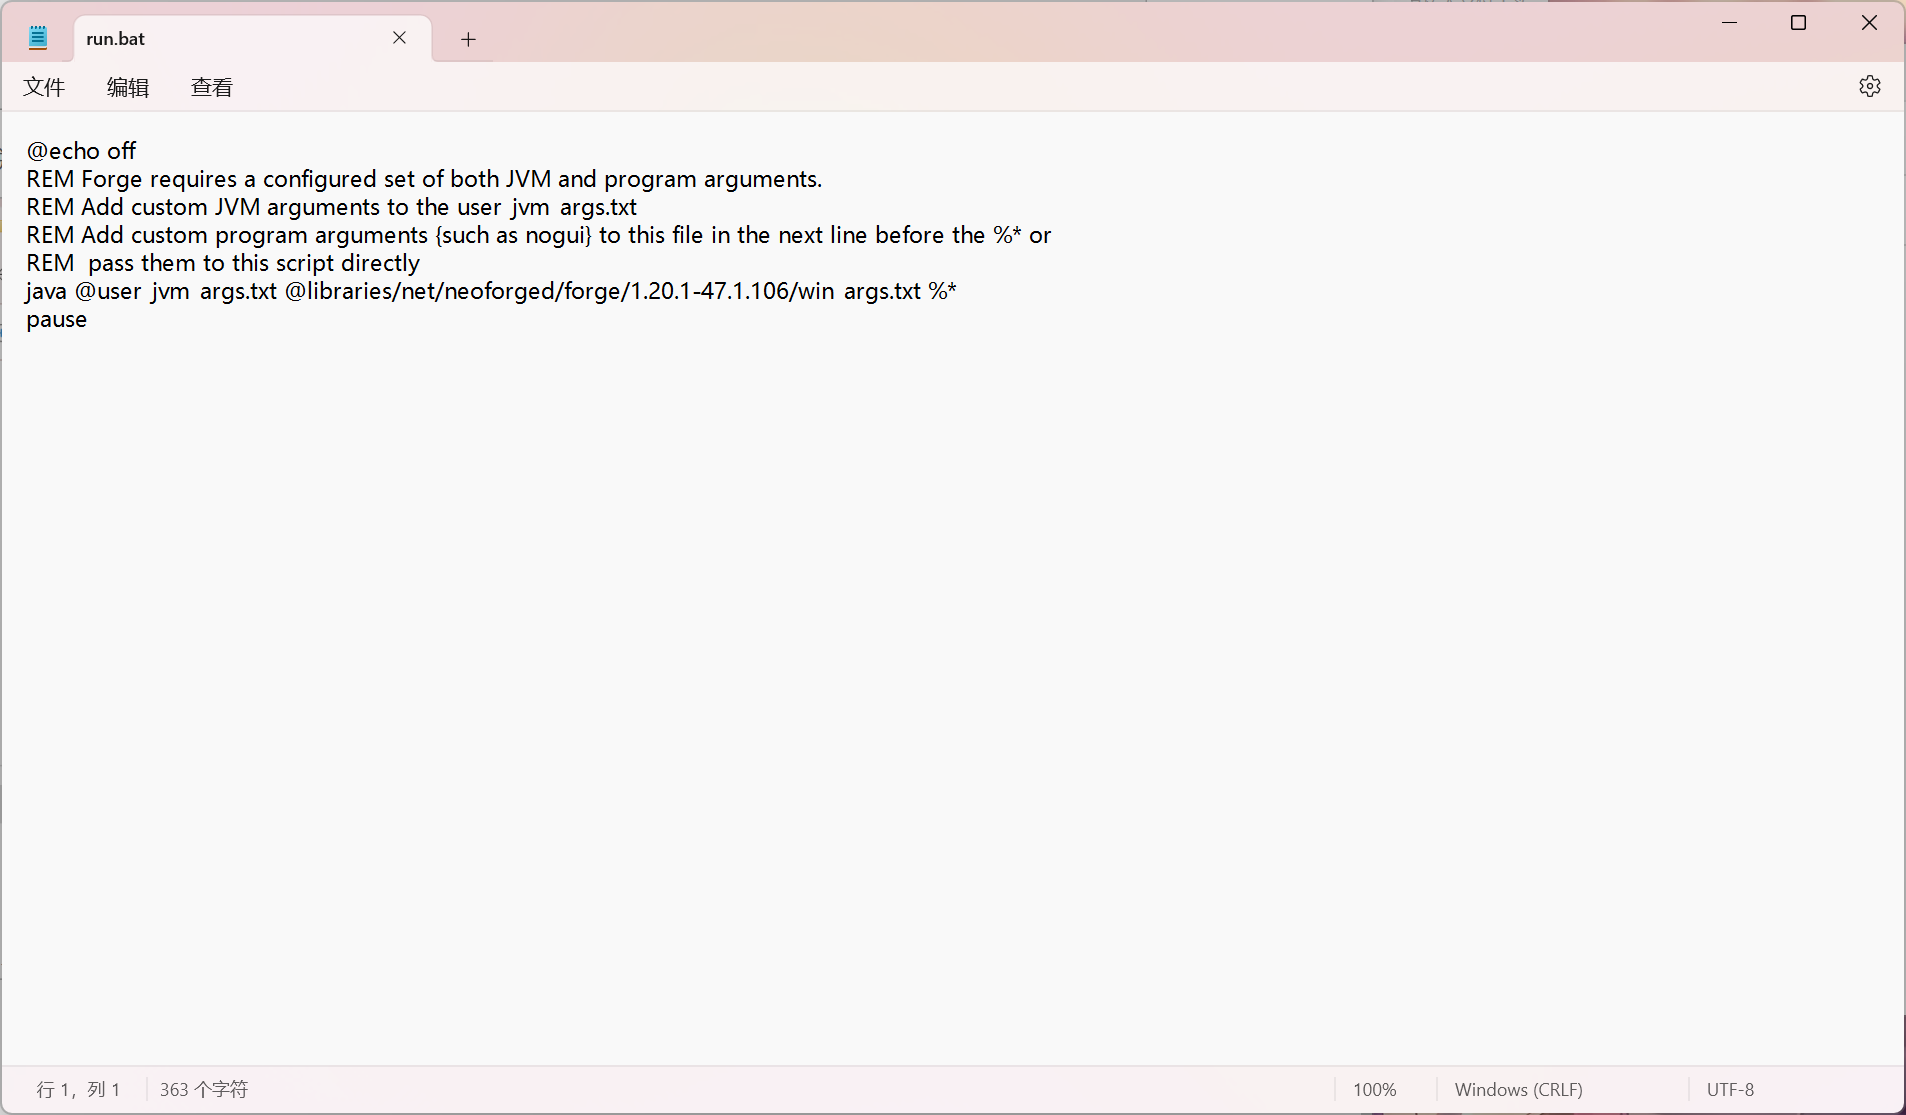 run.bat
文件 编辑 查看
@echo off
REM Forge requires a configured set of both JVM and program arguments.
REM Add custom JVM arguments to the user jvm args.txt
REM Add custom program arguments {such as nogui} to this file in the next line before the %* or
REM  pass them to this script directly
java @user jvm args.txt @libraries/net/neoforged/forge/1.20.1-47.1.106/win args.txt %*
pause
行 1，列 1 363 个字符 100% Windows (CRLF) UTF-8